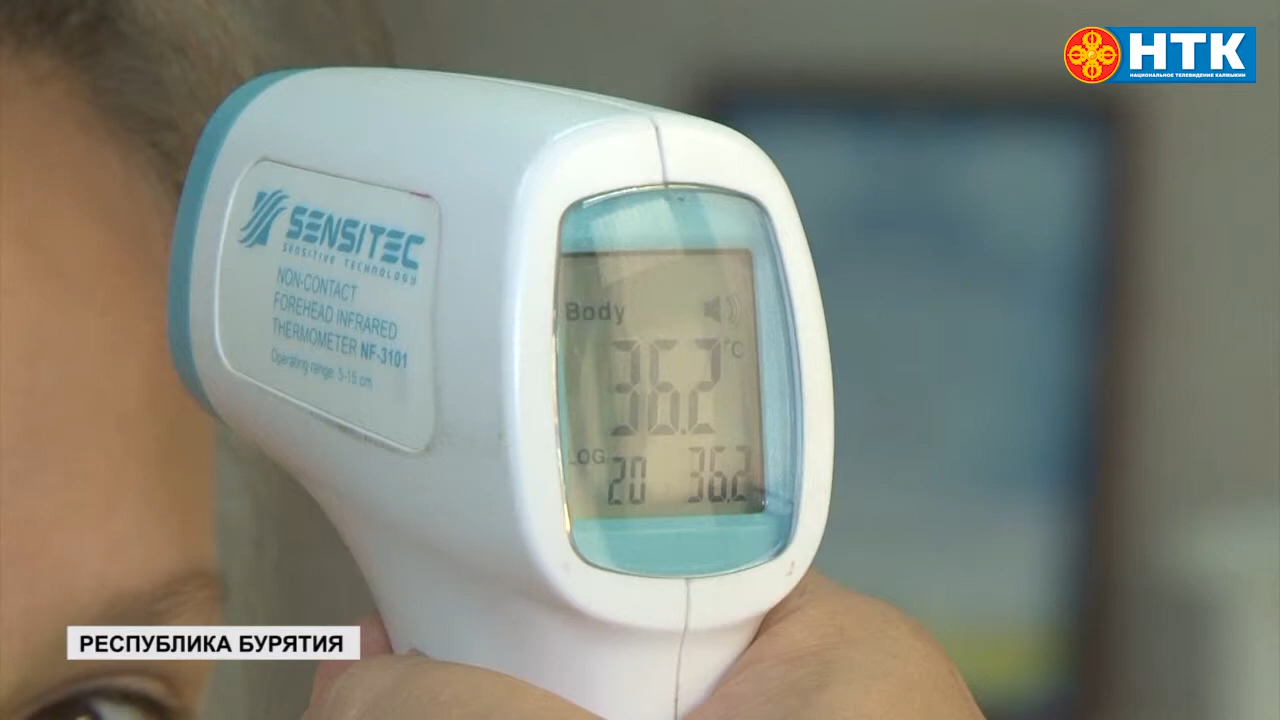 НТК
НАЦИОНАЛЬНОЕ ТЕЛЕВИДЕНИЕ КАЛМЫКИИ
SENSITEC
SENSITIVE TECHNOLOGY
NON-CONTACT
FOREHEAD INFRARED
THERMOMETER NF-3101
Operating range: 5-15 cm
Body
36.2 °C
LOG 20 36.2
РЕСПУБЛИКА БУРЯТИЯ